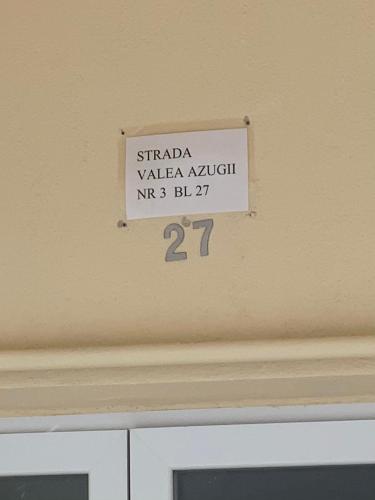 STRADA
VALEA AZUGII
NR 3 BL 27
27